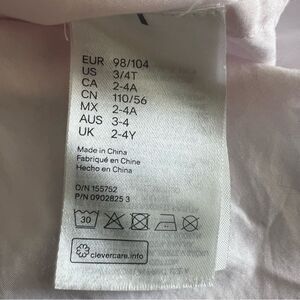 EUR 98/104
US 3/4T
CA 2-4A
CN 110/56
MX 2-4A
AUS 3-4
UK 2-4Y
Made in China
Fabriqué en Chine
Hecho en China
O/N 155752
P/N 0902825 3
30
clevercare.info